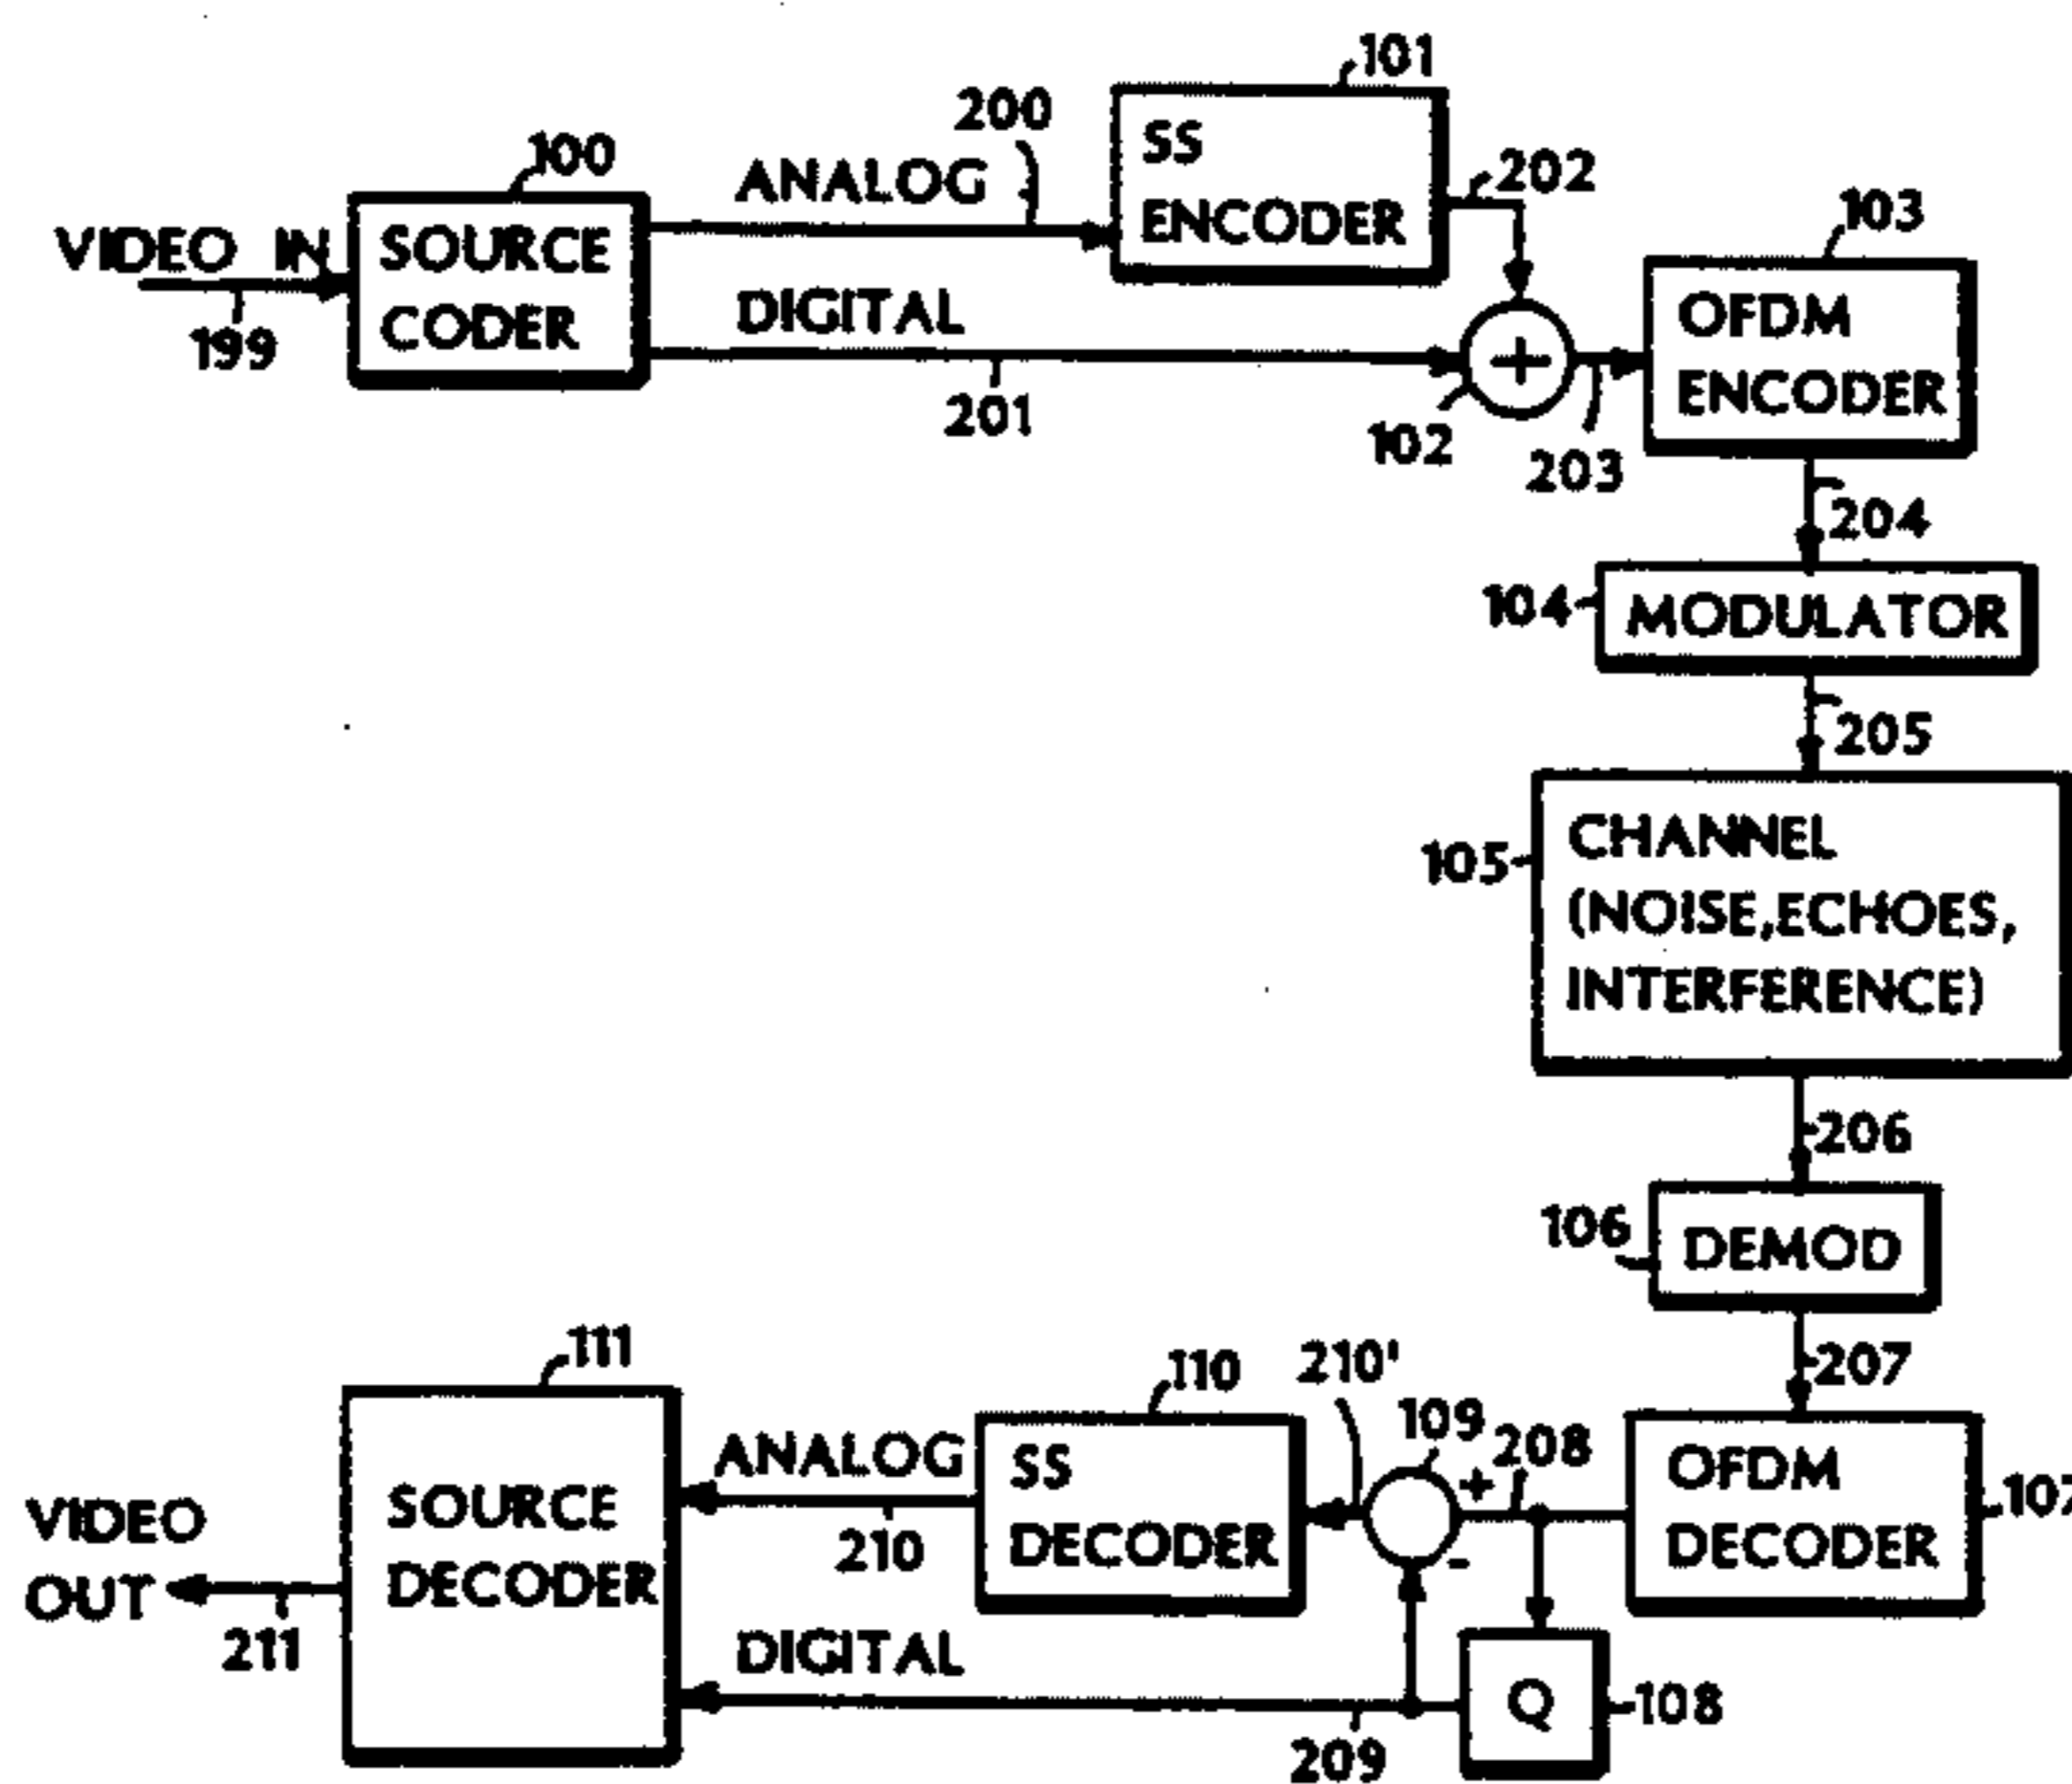 101
200
SS
ENCODER
100
ANALOG
202
103
VIDEO IN
SOURCE
CODER
199
DIGITAL
+
OFDM
ENCODER
201
102
203
204
104
MODULATOR
205
105
CHANNEL
(NOISE,ECHOES,
INTERFERENCE)
206
106
DEMOD
207
111
110
210'
109
208
+
-
OFDM
DECODER
107
ANALOG
SS
DECODER
210
VIDEO
OUT
SOURCE
DECODER
211
DIGITAL
Q
108
209